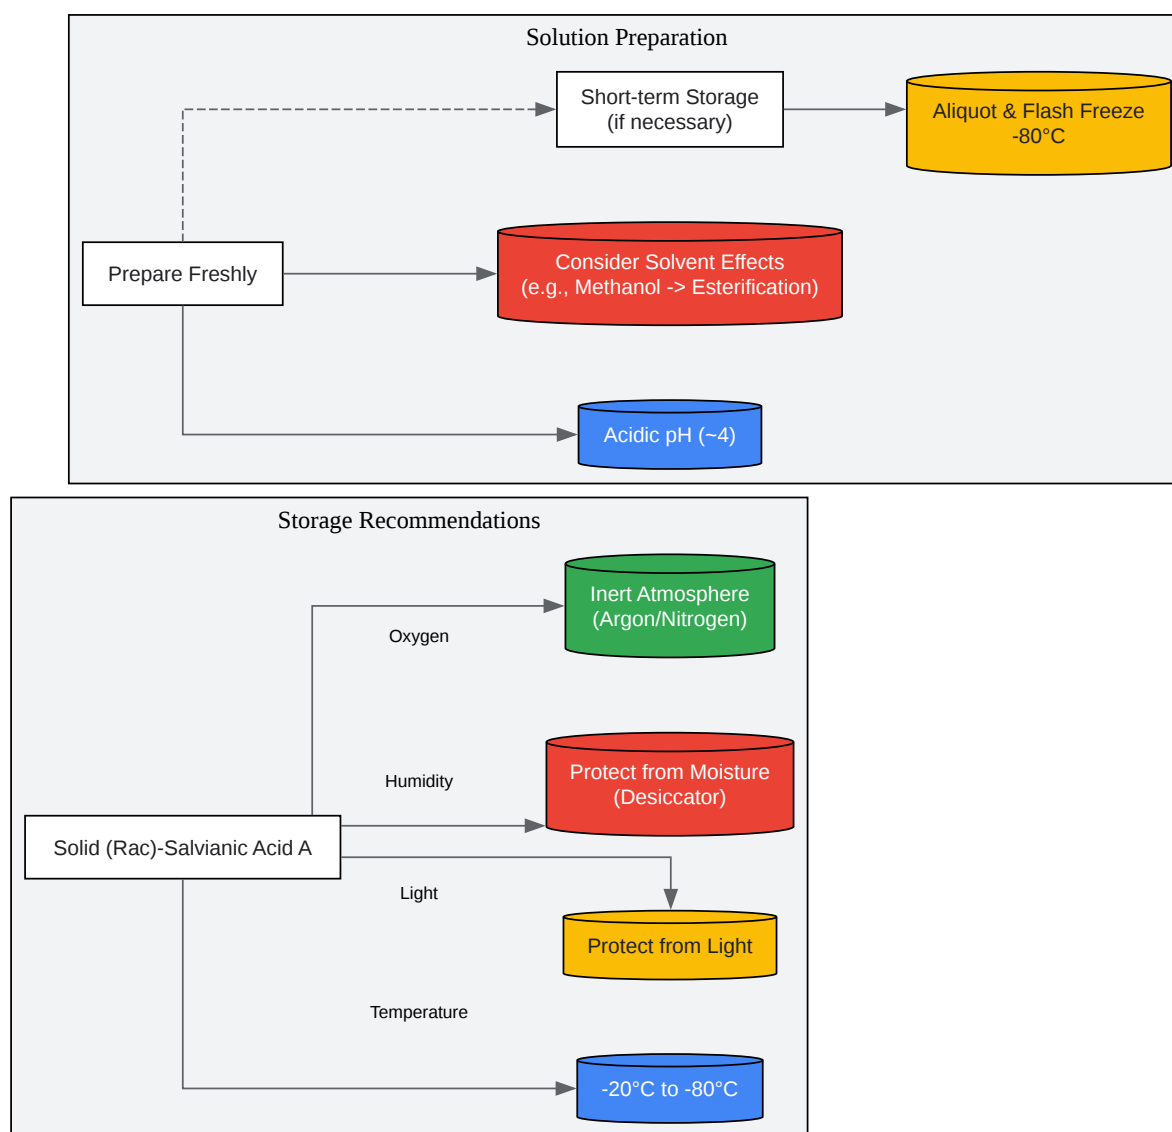 Solution Preparation
Short-term Storage
(if necessary)
Aliquot & Flash Freeze
-80°C
Prepare Freshly
Consider Solvent Effects
(e.g., Methanol -> Esterification)
Acidic pH (~4)
Storage Recommendations
Inert Atmosphere
(Argon/Nitrogen)
Oxygen
Protect from Moisture
(Desiccator)
Humidity
Solid (Rac)-Salvianic Acid A
Light
Protect from Light
Temperature
-20°C to -80°C